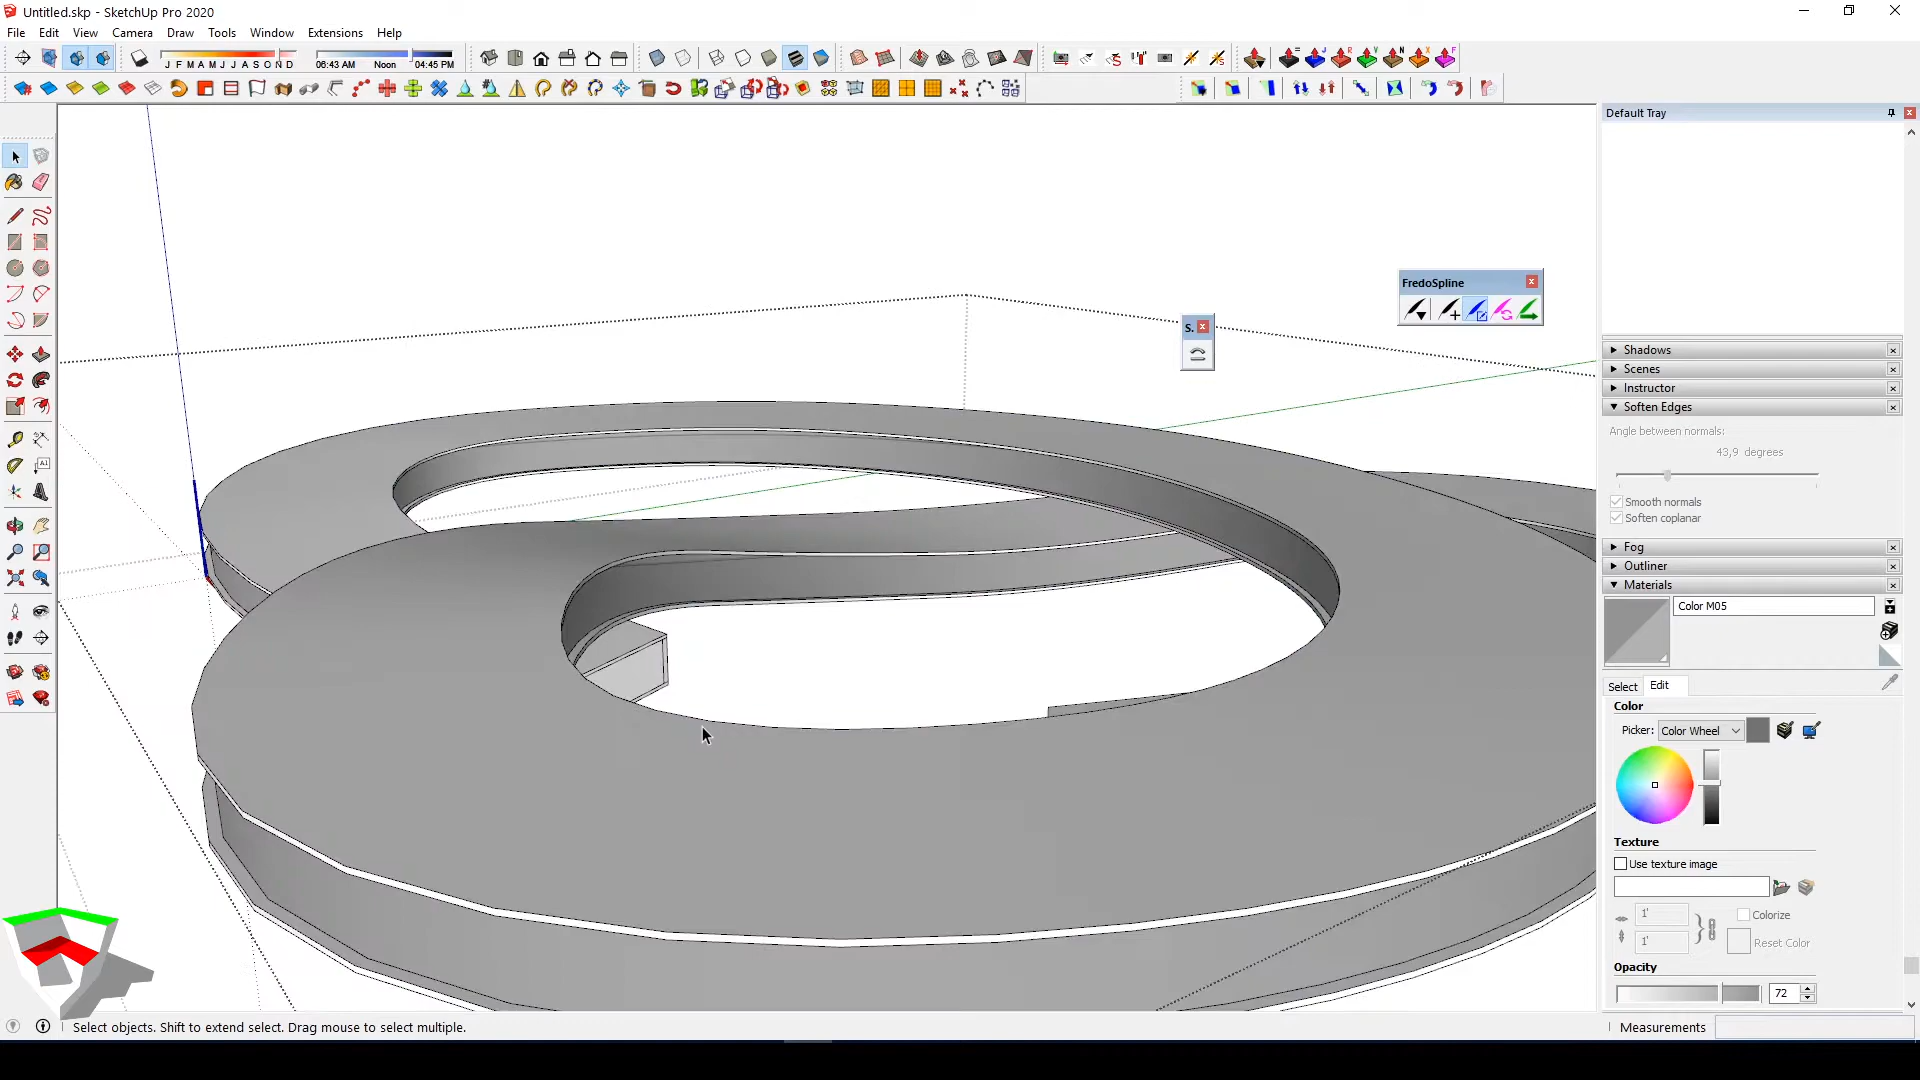 Untitled.skp - SketchUp Pro 2020
File Edit View Camera Draw Tools Window Extensions Help
J F M A M J J A S O N D 06:43 AM Noon 04:45 PM
Default Tray
FredoSpline
S.
Shadows
Scenes
Instructor
Soften Edges
Angle between normals:
43,9 degrees
Smooth normals
Soften coplanar
Fog
Outliner
Materials
Color M05
Select Edit
Color
Picker: Color Wheel
Texture
Use texture image
1' Colorize
1' Reset Color
Opacity
72
Select objects. Shift to extend select. Drag mouse to select multiple.
Measurements